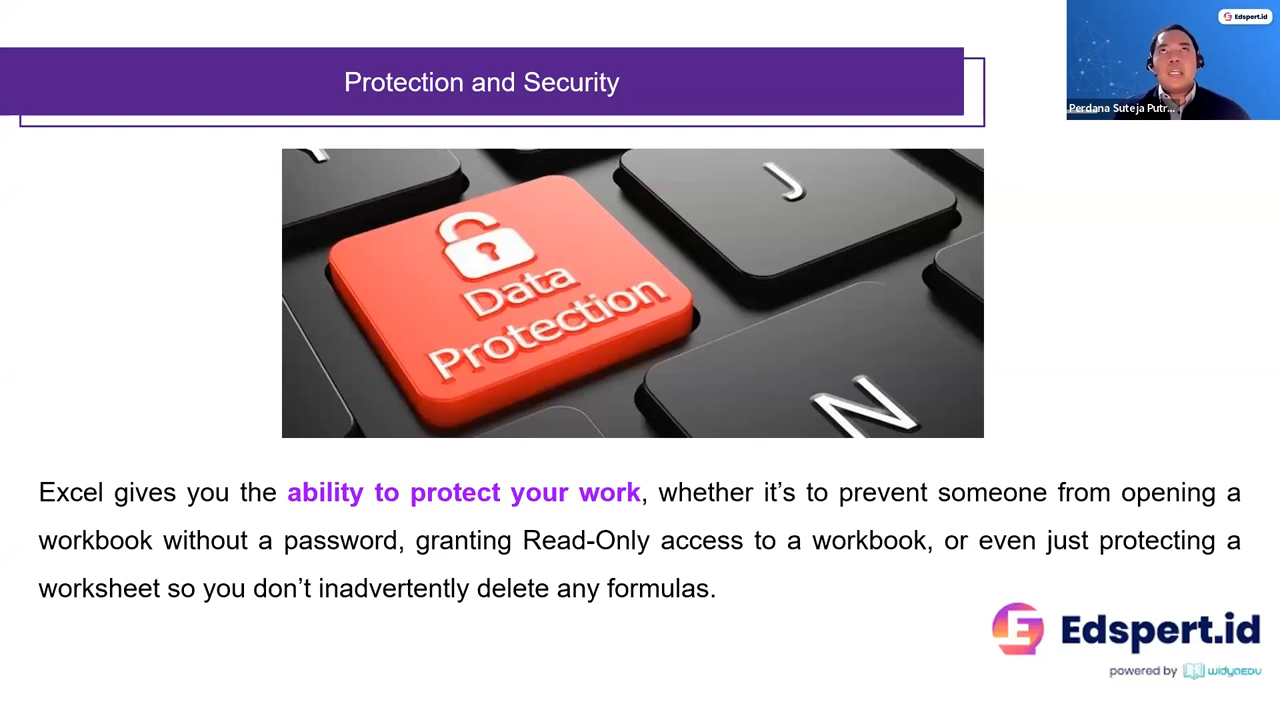 Edspert.id
Protection and Security
Perdana Suteja Putr...
Y
J
Data
Protection
N
Excel gives you the ability to protect your work, whether it’s to prevent someone from opening a
workbook without a password, granting Read-Only access to a workbook, or even just protecting a
worksheet so you don’t inadvertently delete any formulas.
E Edspert.id
powered by WIDYAEDU